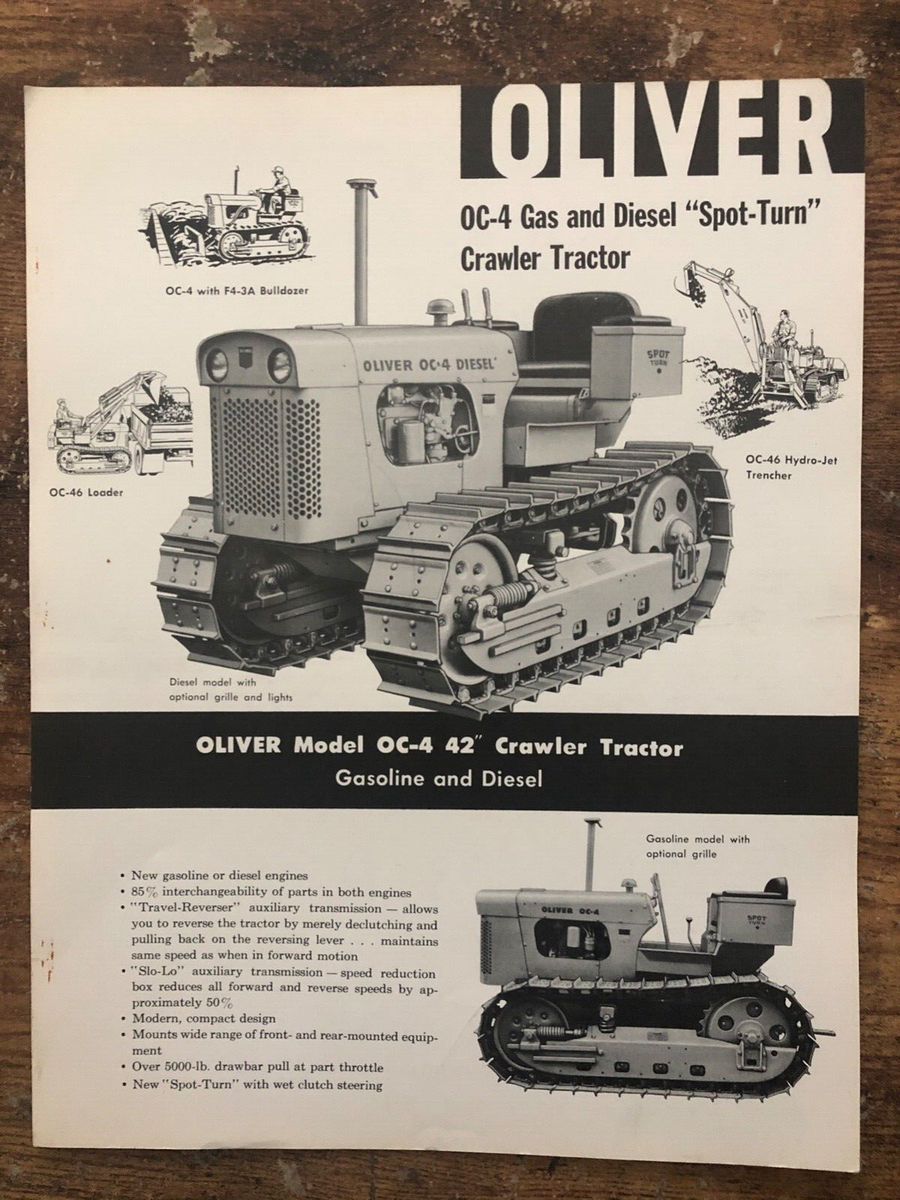 OLIVER
OC-4 Gas and Diesel “Spot-Turn”
Crawler Tractor
OC-4 with F4-3A Bulldozer
OLIVER OC-4 DIESEL
SPOT
TURN
OC-46 Hydro-Jet
Trencher
OC-46 Loader
Diesel model with
optional grille and lights
OLIVER Model OC-4 42" Crawler Tractor
Gasoline and Diesel
Gasoline model with
optional grille
OLIVER OC-4
SPOT
TURN
• New gasoline or diesel engines
• 85% interchangeability of parts in both engines
• "Travel-Reverser" auxiliary transmission — allows
you to reverse the tractor by merely declutching and
pulling back on the reversing lever . . . maintains
same speed as when in forward motion
• "Slo-Lo" auxiliary transmission — speed reduction
box reduces all forward and reverse speeds by ap-
proximately 50%
• Modern, compact design
• Mounts wide range of front- and rear-mounted equip-
ment
• Over 5000-lb. drawbar pull at part throttle
• New "Spot-Turn" with wet clutch steering